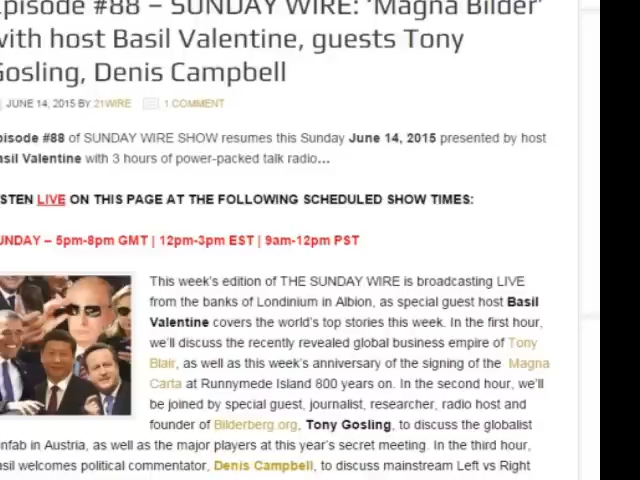 Episode #88 – SUNDAY WIRE: 'Magna Bilder'
with host Basil Valentine, guests Tony
Gosling, Denis Campbell
JUNE 14, 2015 BY 21WIRE 1 COMMENT
pisode #88 of SUNDAY WIRE SHOW resumes this Sunday June 14, 2015 presented by host
asil Valentine with 3 hours of power-packed talk radio…
STEN LIVE ON THIS PAGE AT THE FOLLOWING SCHEDULED SHOW TIMES:
UNDAY – 5pm-8pm GMT | 12pm-3pm EST | 9am-12pm PST
This week's edition of THE SUNDAY WIRE is broadcasting LIVE
from the banks of Londinium in Albion, as special guest host Basil
Valentine covers the world's top stories this week. In the first hour,
we'll discuss the recently revealed global business empire of Tony
Blair, as well as this week's anniversary of the signing of the Magna
Carta at Runnymede Island 800 years on. In the second hour, we'll
be joined by special guest, journalist, researcher, radio host and
founder of Bilderberg.org, Tony Gosling, to discuss the globalist
nfab in Austria, as well as the major players at this year's secret meeting. In the third hour,
asil welcomes political commentator, Denis Campbell, to discuss mainstream Left vs Right